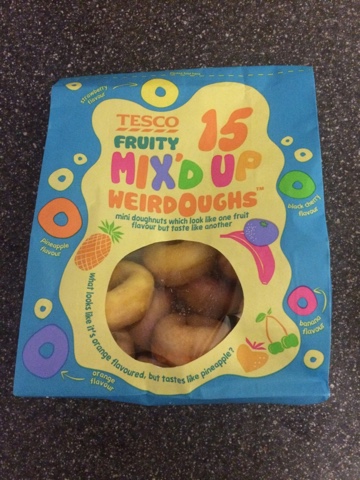 strawberry flavour
TESCO
15
FRUITY
MIX'D UP
WEIRDOUGHS™
mini doughnuts which look like one fruit
flavour but taste like another
black cherry
flavour
pineapple
flavour
banana
flavour
orange
flavour
what looks like it's orange flavoured, but tastes like pineapple?